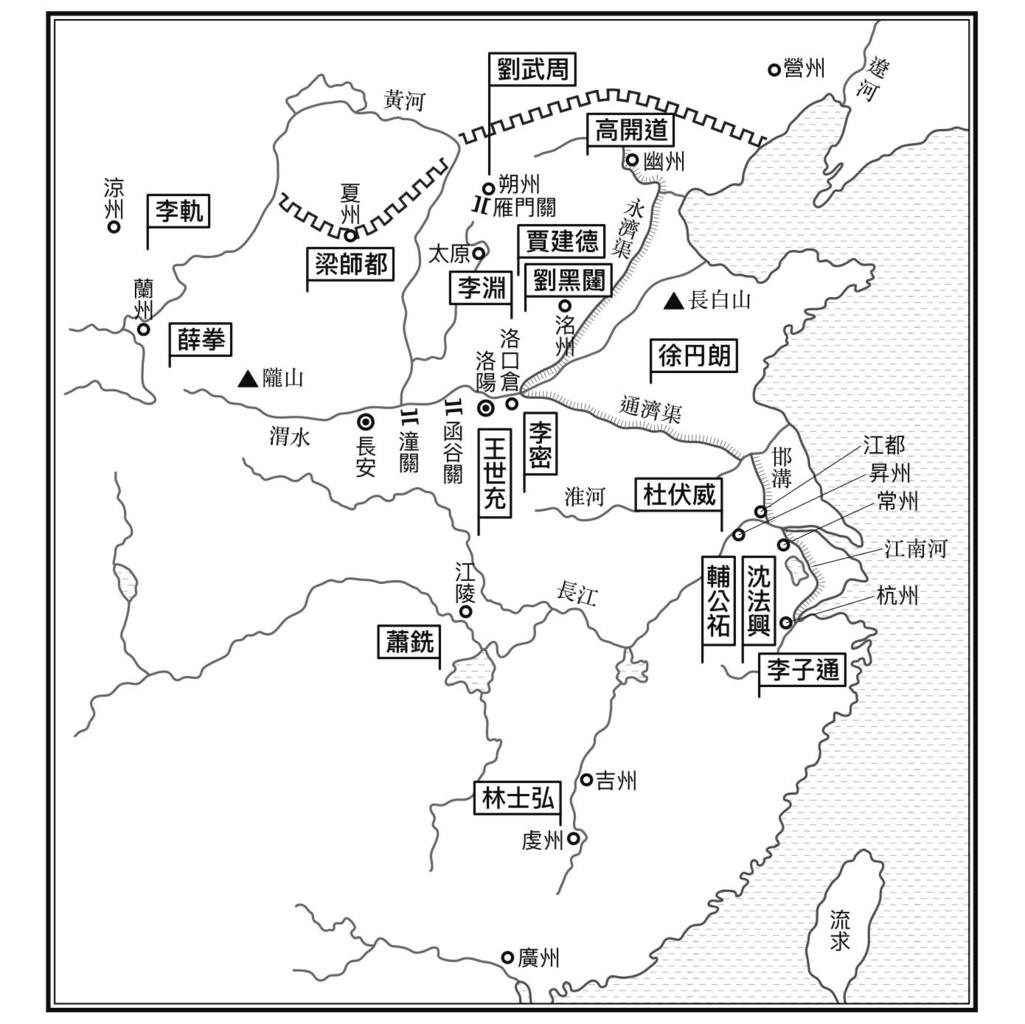 劉武周
營州
遼河
黃河
高開道
幽州
涼州
李軌
夏州
朔州
雁門關
永濟渠
賈建德
太原
梁師都
李淵
劉黑闥
蘭州
長白山
薛拳
洺州
洛口倉
徐円朗
洛陽
隴山
通濟渠
渭水
長安
潼關
函谷關
王世充
李密
邯溝
江都
昇州
常州
杜伏威
淮河
江南河
江陵
長江
輔公祏
沈法興
杭州
蕭銑
李子通
吉州
林士弘
虔州
流求
廣州